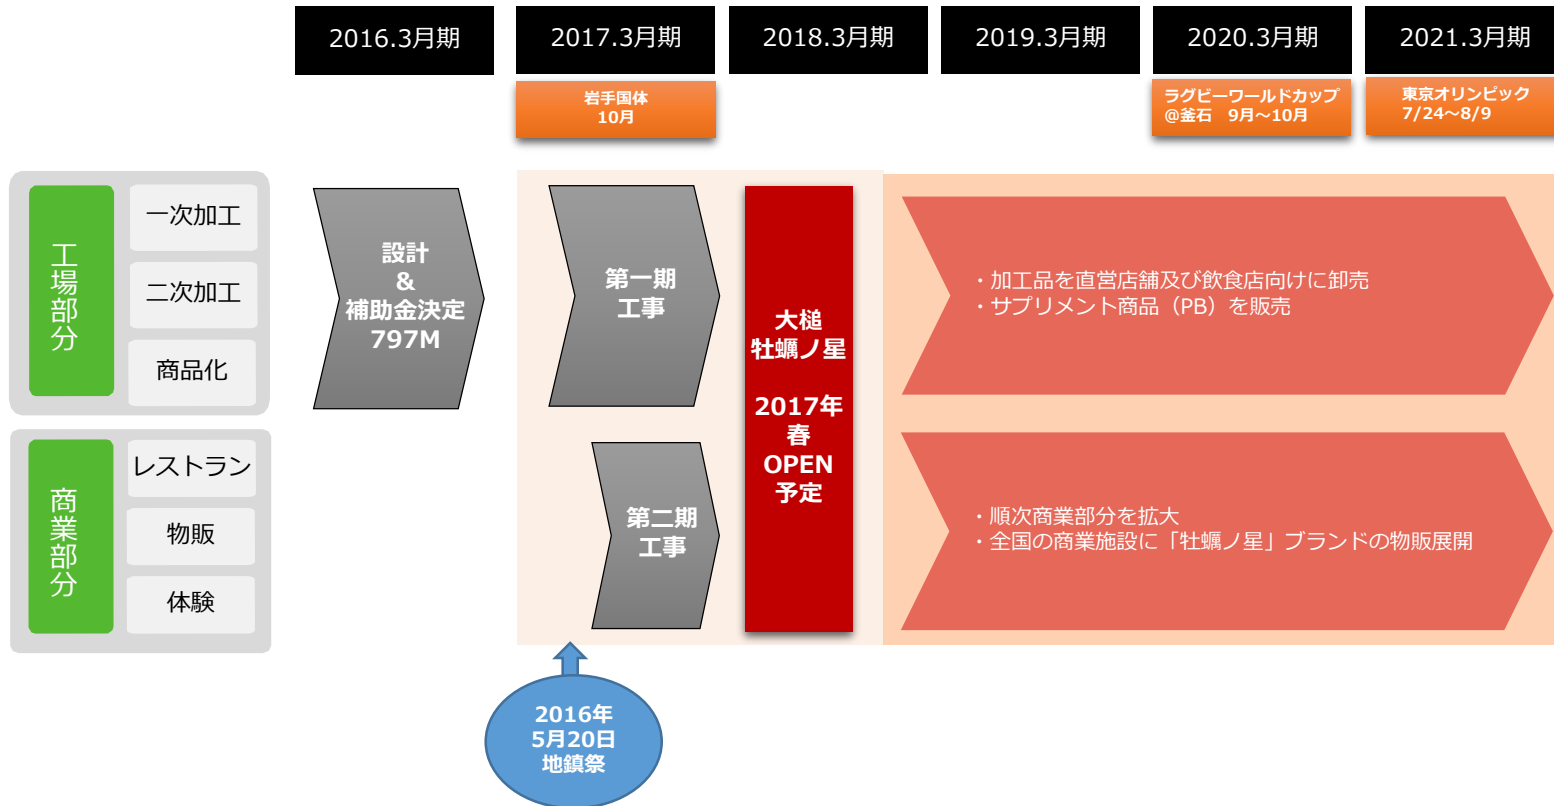 2016.3月期
2017.3月期
2018.3月期
2019.3月期
2020.3月期
2021.3月期
岩手国体
10月
ラグビーワールドカップ
@釜石 9月～10月
東京オリンピック
7/24～8/9
工場部分
一次加工
二次加工
商品化
設計
&
補助金決定
797M
第一期
工事
大槌
牡蠣ノ星
2017年
春
OPEN
予定
・加工品を直営店舗及び飲食店向けに卸売
・サプリメント商品（PB）を販売
商業部分
レストラン
物販
体験
第二期
工事
・順次商業部分を拡大
・全国の商業施設に「牡蠣ノ星」ブランドの物販展開
2016年
5月20日
地鎮祭